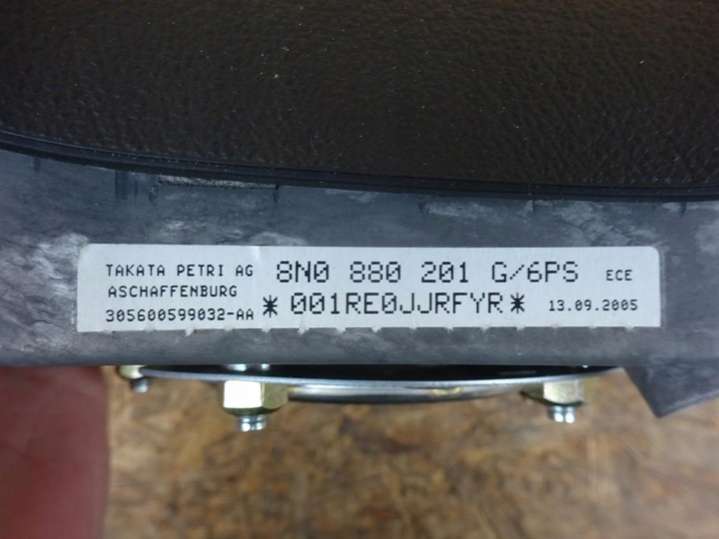 TAKATA PETRI AG 8N0 880 201 G/6PS ECE
ASCHAFFENBURG
305600599032-AA *001RE0JJRFYR* 13.09.2005